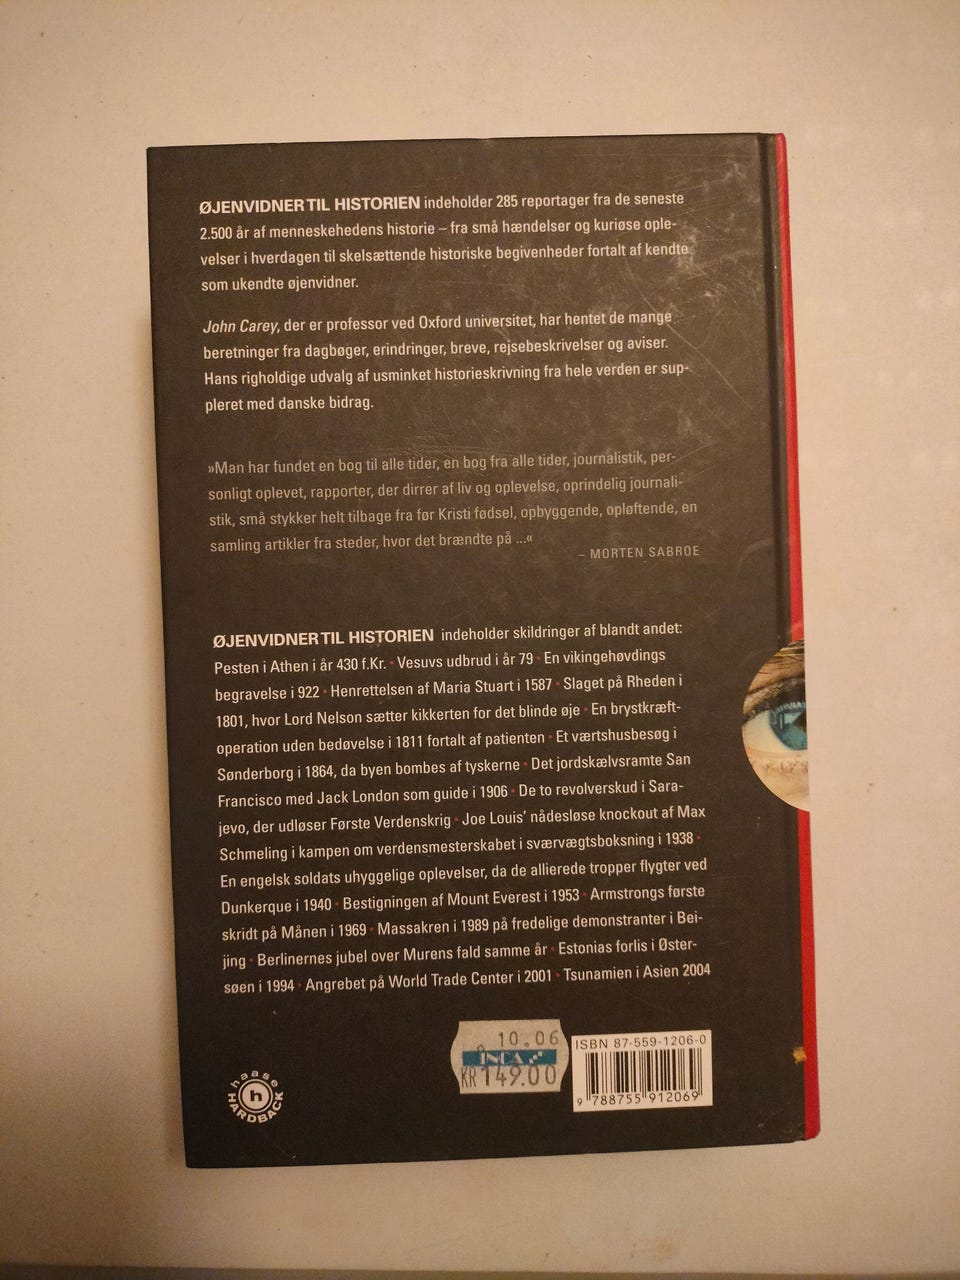 ØJENVIDNER TIL HISTORIEN indeholder 285 reportager fra de seneste
2.500 år af menneskehedens historie – fra små hændelser og kuriøse ople-
velser i hverdagen til skelsættende historiske begivenheder fortalt af kendte
som ukendte øjenvidner.
John Carey, der er professor ved Oxford universitet, har hentet de mange
beretninger fra dagbøger, erindringer, breve, rejsebeskrivelser og aviser.
Hans righoldige udvalg af usminket historieskrivning fra hele verden er sup-
pleret med danske bidrag.
»Man har fundet en bog til alle tider, en bog fra alle tider, journalistik, per-
sonligt oplevet, rapporter, der dirrer af liv og oplevelse, oprindelig journali-
stik, små stykker helt tilbage fra før Kristi fødsel, opbyggende, opløftende, en
samling artikler fra steder, hvor det brændte på ...«
– MORTEN SABROE
ØJENVIDNER TIL HISTORIEN indeholder skildringer af blandt andet:
Pesten i Athen i år 430 f.Kr. • Vesuvs udbrud i år 79 • En vikingehøvdings
begravelse i 922 • Henrettelsen af Maria Stuart i 1587 • Slaget på Rheden i
1801, hvor Lord Nelson sætter kikkerten for det blinde øje • En brystkræft-
operation uden bedøvelse i 1811 fortalt af patienten • Et værtshusbesøg i
Sønderborg i 1864, da byen bombes af tyskerne • Det jordskælvsramte San
Francisco med Jack London som guide i 1906 • De to revolverskud i Sara-
jevo, der udløser Første Verdenskrig • Joe Louis' nådesløse knockout af Max
Schmeling i kampen om verdensmesterskabet i sværvægtsboksning i 1938 •
En engelsk soldats uhyggelige oplevelser, da de allierede tropper flygter ved
Dunkerque i 1940 • Bestigningen af Mount Everest i 1953 • Armstrongs første
skridt på Månen i 1969 • Massakren i 1989 på fredelige demonstranter i Bei-
jing • Berlinernes jubel over Murens fald samme år • Estonias forlis i Øster-
søen i 1994 • Angrebet på World Trade Center i 2001 • Tsunamien i Asien 2004
10.06
INCA
KR 149.00
ISBN 87-559-1206-0
9 788755 912069
haase
h
HARDBACK